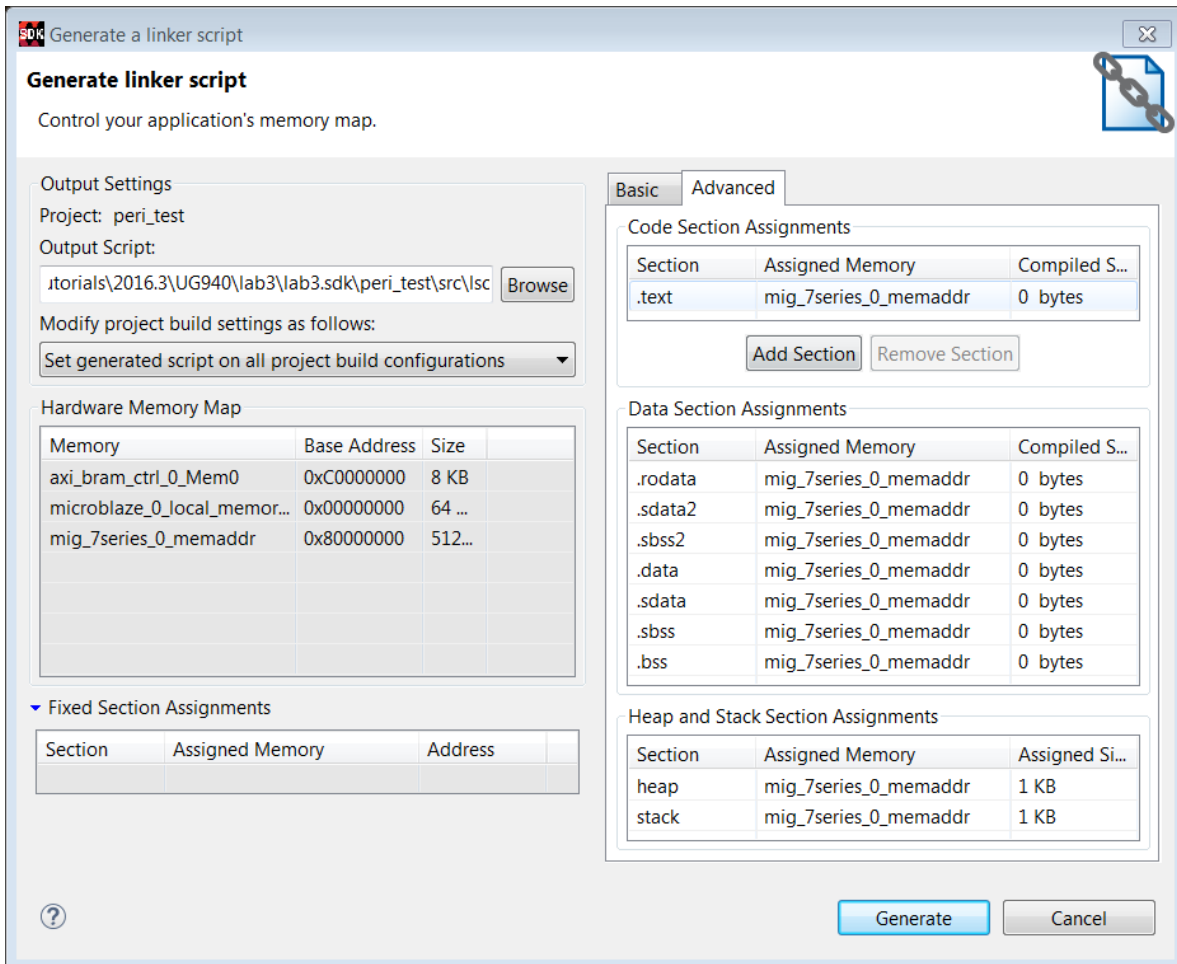 SDK Generate a linker script
Generate linker script
Control your application's memory map.
Output Settings
Project: peri_test
Output Script:
utorials\2016.3\UG940\lab3\lab3.sdk\peri_test\src\lsc Browse
Modify project build settings as follows:
Set generated script on all project build configurations
Hardware Memory Map
Memory Base Address Size
axi_bram_ctrl_0_Mem0 0xC0000000 8 KB
microblaze_0_local_memor... 0x00000000 64 ...
mig_7series_0_memaddr 0x80000000 512...
Fixed Section Assignments
Section Assigned Memory Address
Basic Advanced
Code Section Assignments
Section Assigned Memory Compiled S...
.text mig_7series_0_memaddr 0 bytes
Add Section Remove Section
Data Section Assignments
Section Assigned Memory Compiled S...
.rodata mig_7series_0_memaddr 0 bytes
.sdata2 mig_7series_0_memaddr 0 bytes
.sbss2 mig_7series_0_memaddr 0 bytes
.data mig_7series_0_memaddr 0 bytes
.sdata mig_7series_0_memaddr 0 bytes
.sbss mig_7series_0_memaddr 0 bytes
.bss mig_7series_0_memaddr 0 bytes
Heap and Stack Section Assignments
Section Assigned Memory Assigned Si...
heap mig_7series_0_memaddr 1 KB
stack mig_7series_0_memaddr 1 KB
? Generate Cancel